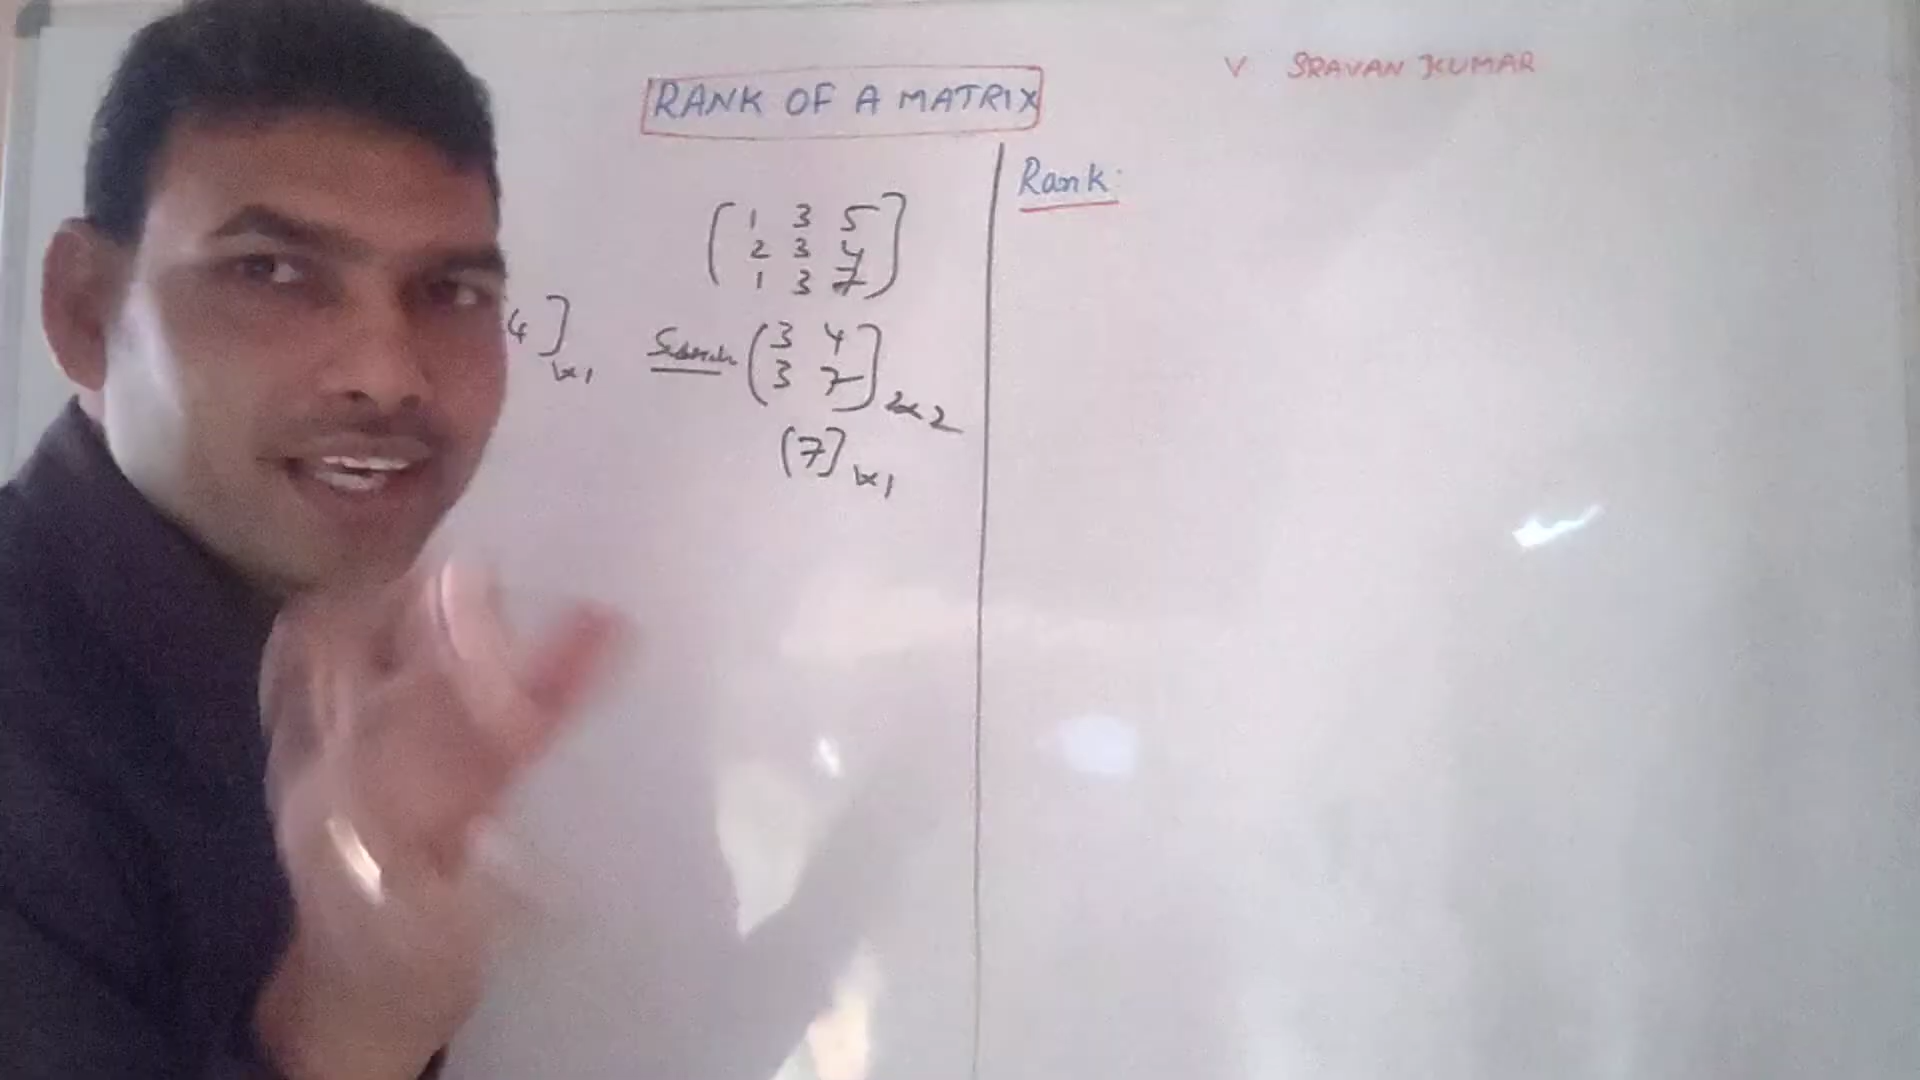 V SRAVAN KUMAR
RANK OF A MATRIX
1 3 5
2 3 4
1 3 7
4]1x1
3 4
3 7
2x2
(7]1x1
Rank: